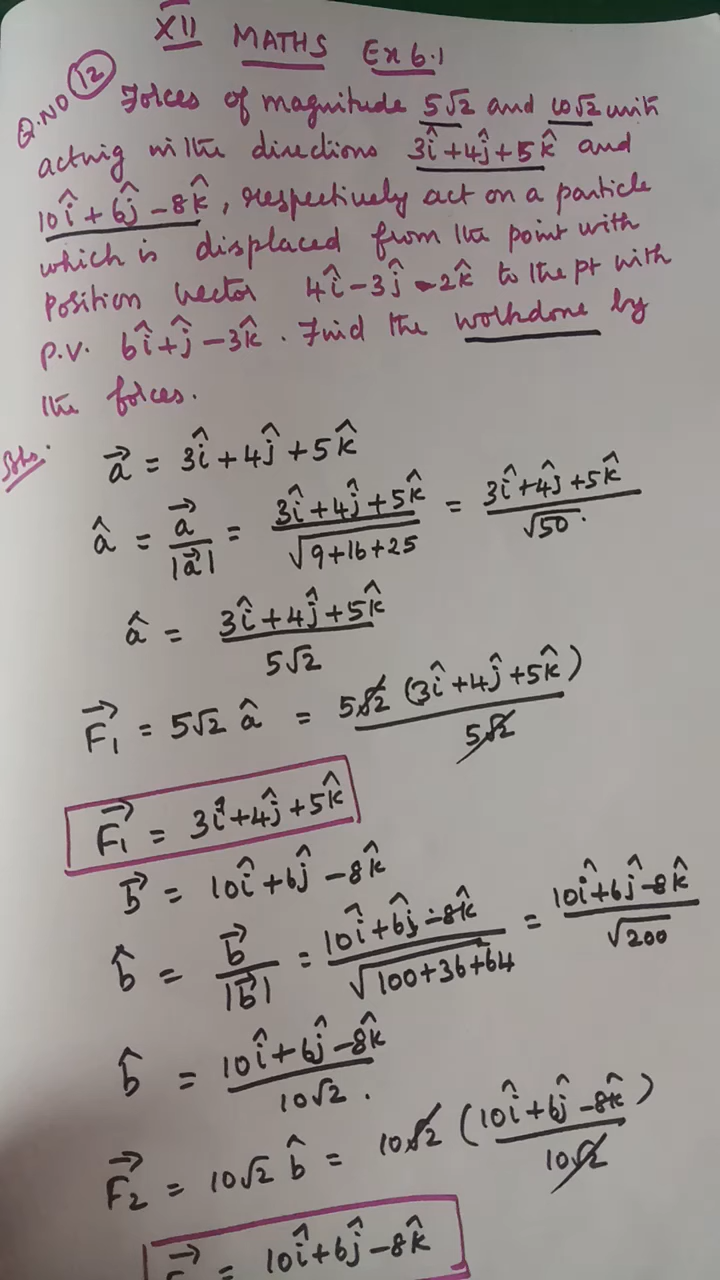 XII MATHS Ex 6.1
Q.NO 12 Forces of magnitude 5√2 and 10√2 units
acting in the directions 3î+4ĵ+5k̂ and
10î+6ĵ-8k̂, respectively act on a particle
which is displaced from the point with
Position vector 4î-3ĵ-2k̂ to the pt with
P.V. 6î+ĵ-3k̂. Find the workdone by
the forces.
Soln. a⃗ = 3î+4ĵ+5k̂
â = a⃗/|a⃗| = (3î+4ĵ+5k̂)/√(9+16+25) = (3î+4ĵ+5k̂)/√50.
â = (3î+4ĵ+5k̂)/5√2
F⃗₁ = 5√2 â = 5√2 (3î+4ĵ+5k̂)/5√2
F⃗₁ = 3î+4ĵ+5k̂
b⃗ = 10î+6ĵ-8k̂
b̂ = b⃗/|b⃗| = (10î+6ĵ-8k̂)/√(100+36+64) = (10î+6ĵ-8k̂)/√200
b̂ = (10î+6ĵ-8k̂)/10√2.
F⃗₂ = 10√2 b̂ = 10√2 (10î+6ĵ-8k̂)/10√2
= 10î+6ĵ-8k̂